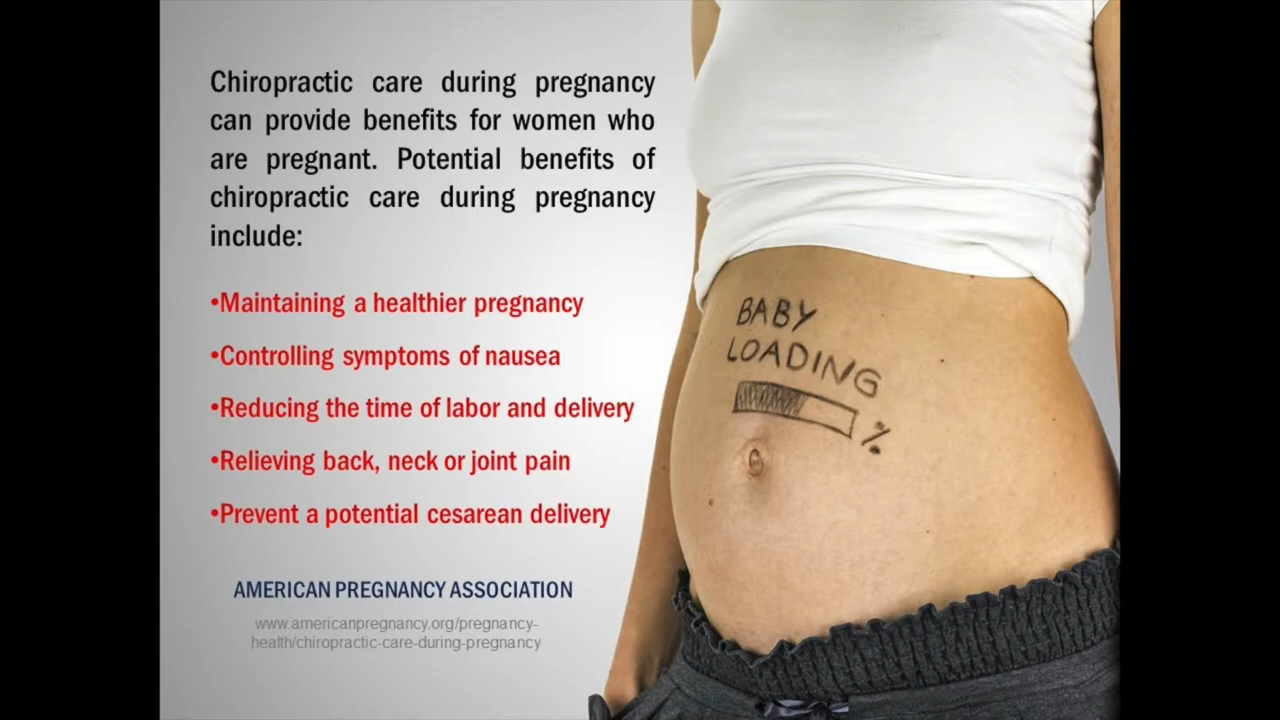 Chiropractic care during pregnancy
can provide benefits for women who
are pregnant. Potential benefits of
chiropractic care during pregnancy
include:
•Maintaining a healthier pregnancy
•Controlling symptoms of nausea
•Reducing the time of labor and delivery
•Relieving back, neck or joint pain
•Prevent a potential cesarean delivery
AMERICAN PREGNANCY ASSOCIATION
www.americanpregnancy.org/pregnancy-
health/chiropractic-care-during-pregnancy
BABY
LOADING
%